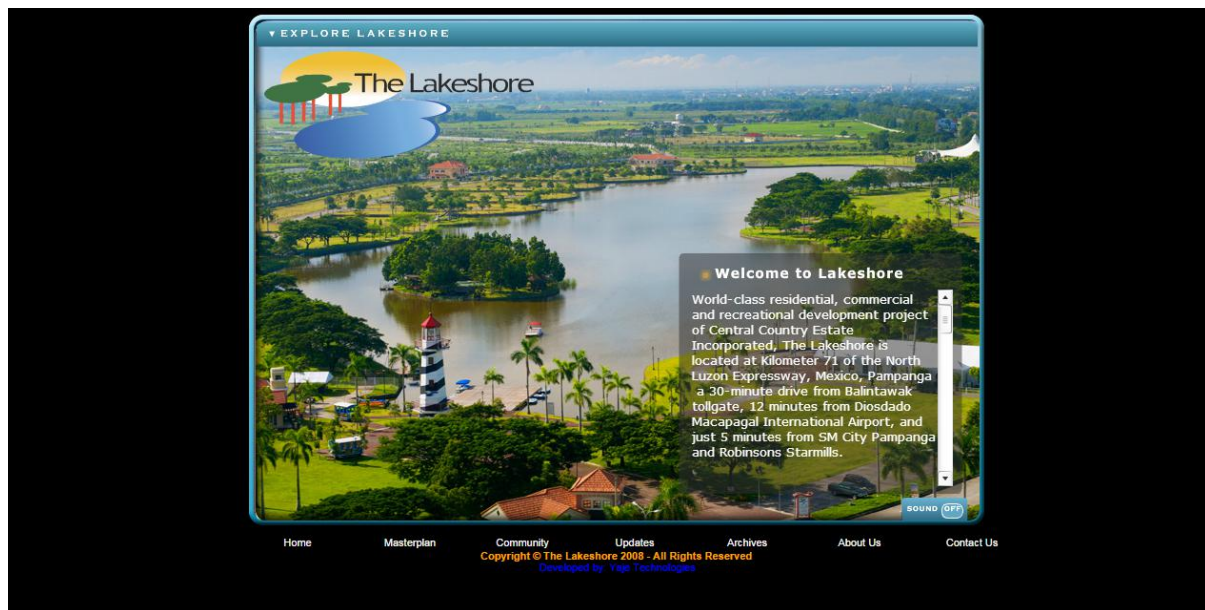 ▼ EXPLORE LAKESHORE
The Lakeshore
Welcome to Lakeshore
World-class residential, commercial
and recreational development project
of Central Country Estate
Incorporated, The Lakeshore is
located at Kilometer 71 of the North
Luzon Expressway, Mexico, Pampanga
a 30-minute drive from Balintawak
tollgate, 12 minutes from Diosdado
Macapagal International Airport, and
just 5 minutes from SM City Pampanga
and Robinsons Starmills.
SOUND OFF
Home Masterplan Community Updates Archives About Us Contact Us
Copyright © The Lakeshore 2008 - All Rights Reserved
Developed by Yaje Technologies